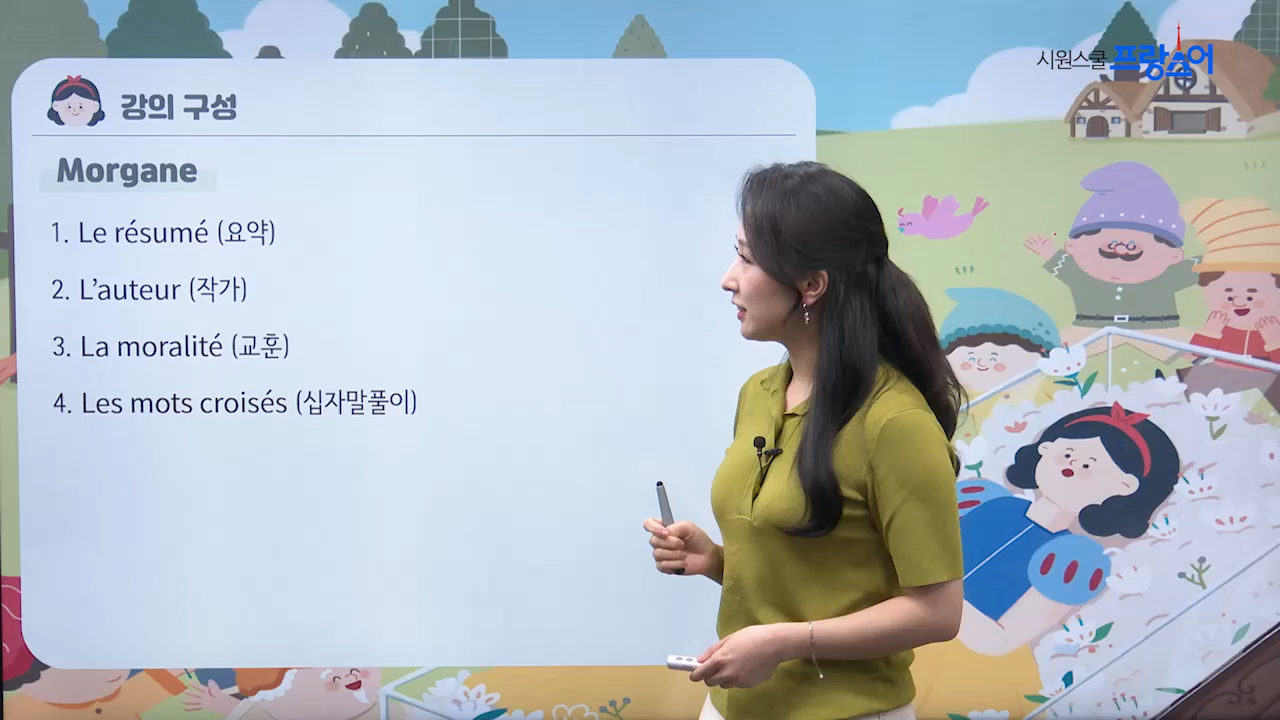 시원스쿨 프랑스어
강의 구성
Morgane
1. Le résumé (요약)
2. L'auteur (작가)
3. La moralité (교훈)
4. Les mots croisés (십자말풀이)